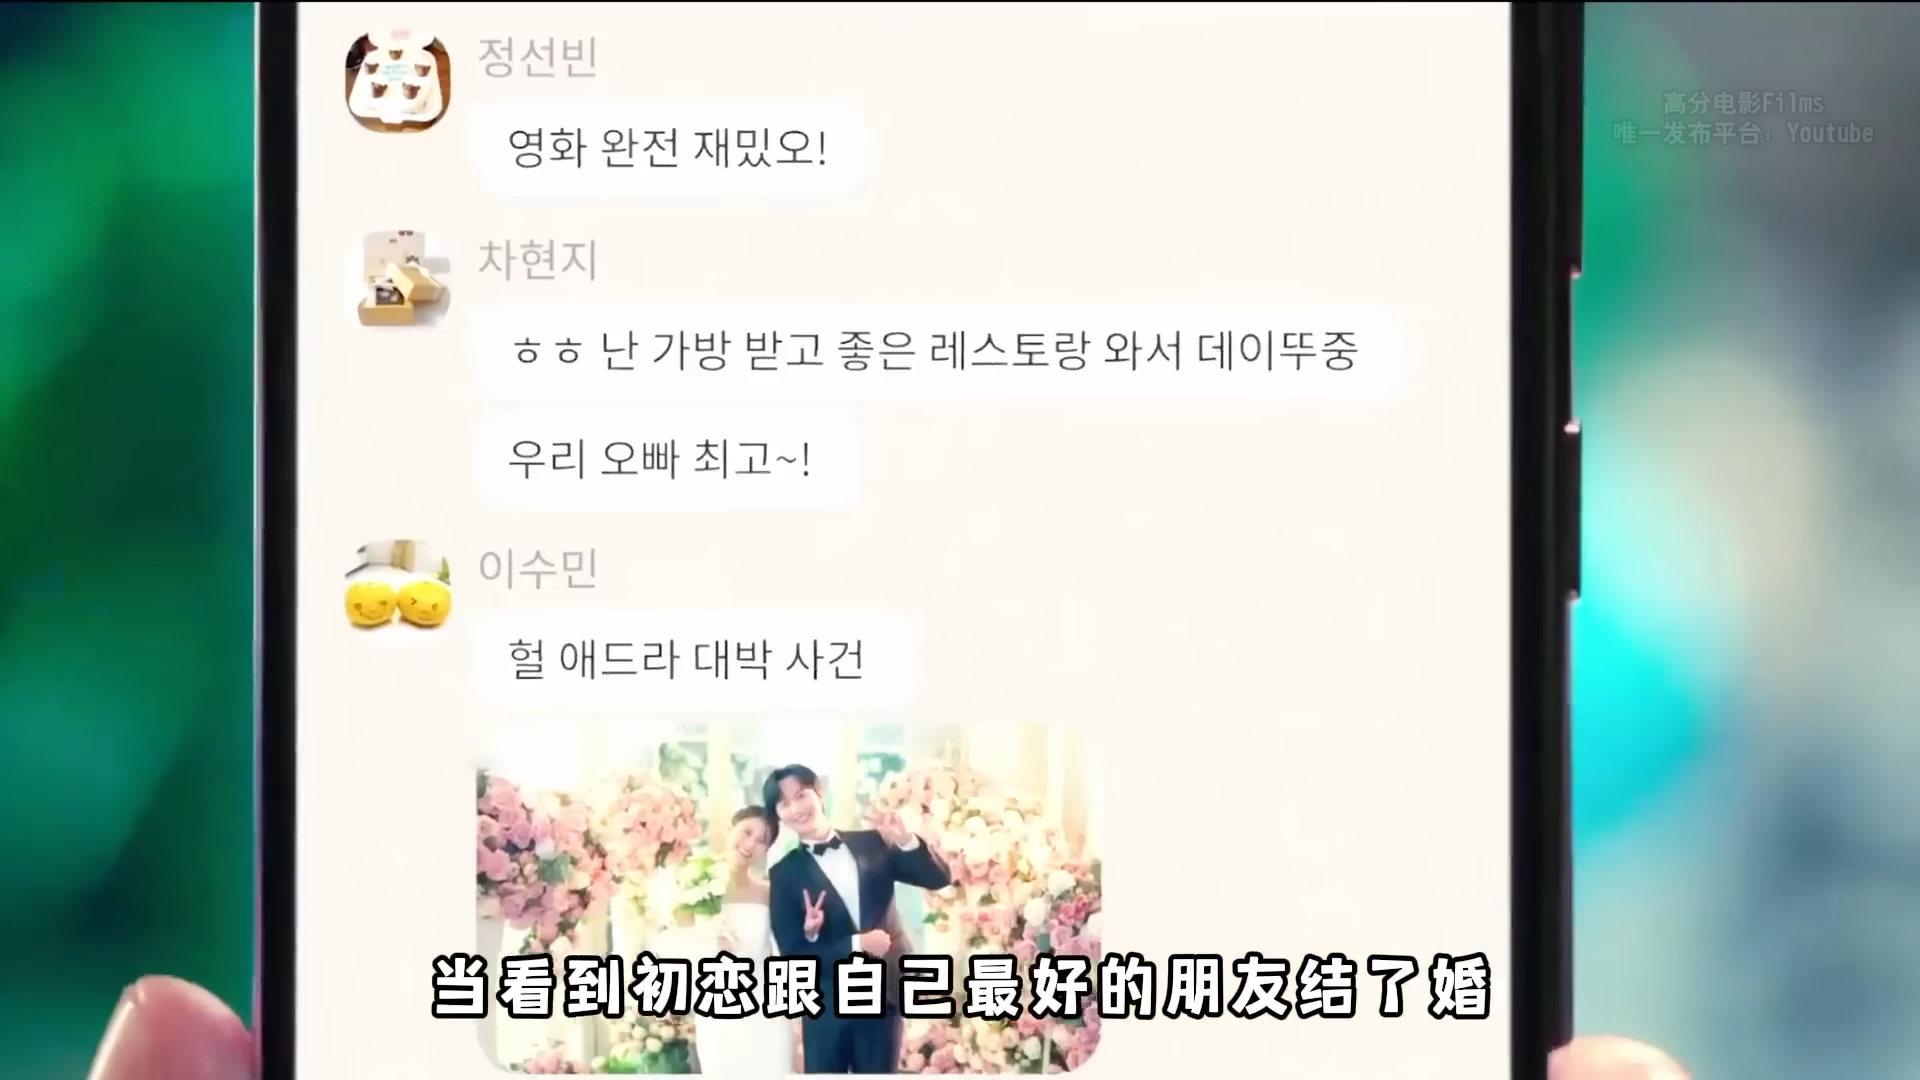 정선빈
영화 완전 재밌오!
高分电影Films
唯一发布平台：Youtube
차현지
ㅎㅎ 난 가방 받고 좋은 레스토랑 와서 데이뚜중
우리 오빠 최고~!
이수민
헐 애드라 대박 사건
当看到初恋跟自己最好的朋友结了婚